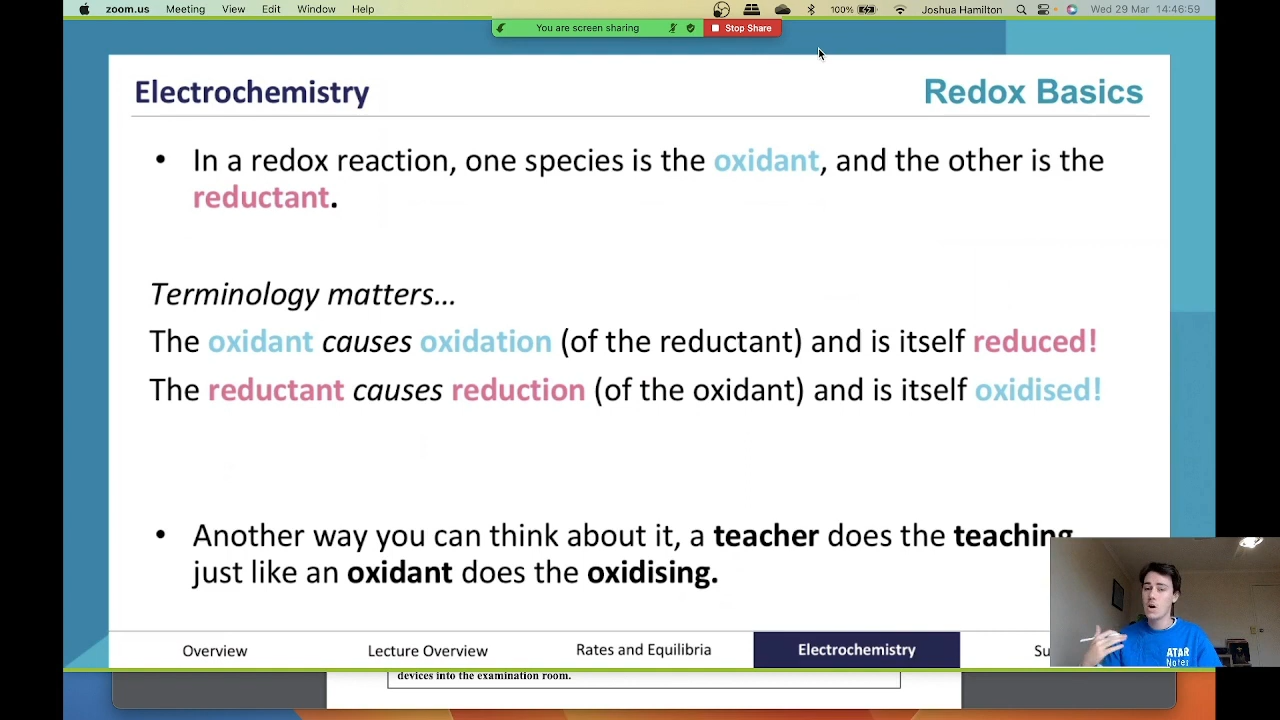 zoom.us Meeting View Edit Window Help 100% Joshua Hamilton Wed 29 Mar 14:46:59
You are screen sharing Stop Share
Electrochemistry Redox Basics
• In a redox reaction, one species is the oxidant, and the other is the
reductant.
Terminology matters...
The oxidant causes oxidation (of the reductant) and is itself reduced!
The reductant causes reduction (of the oxidant) and is itself oxidised!
• Another way you can think about it, a teacher does the teaching
just like an oxidant does the oxidising.
ATAR
Notes
Overview Lecture Overview Rates and Equilibria Electrochemistry Su
devices into the examination room.